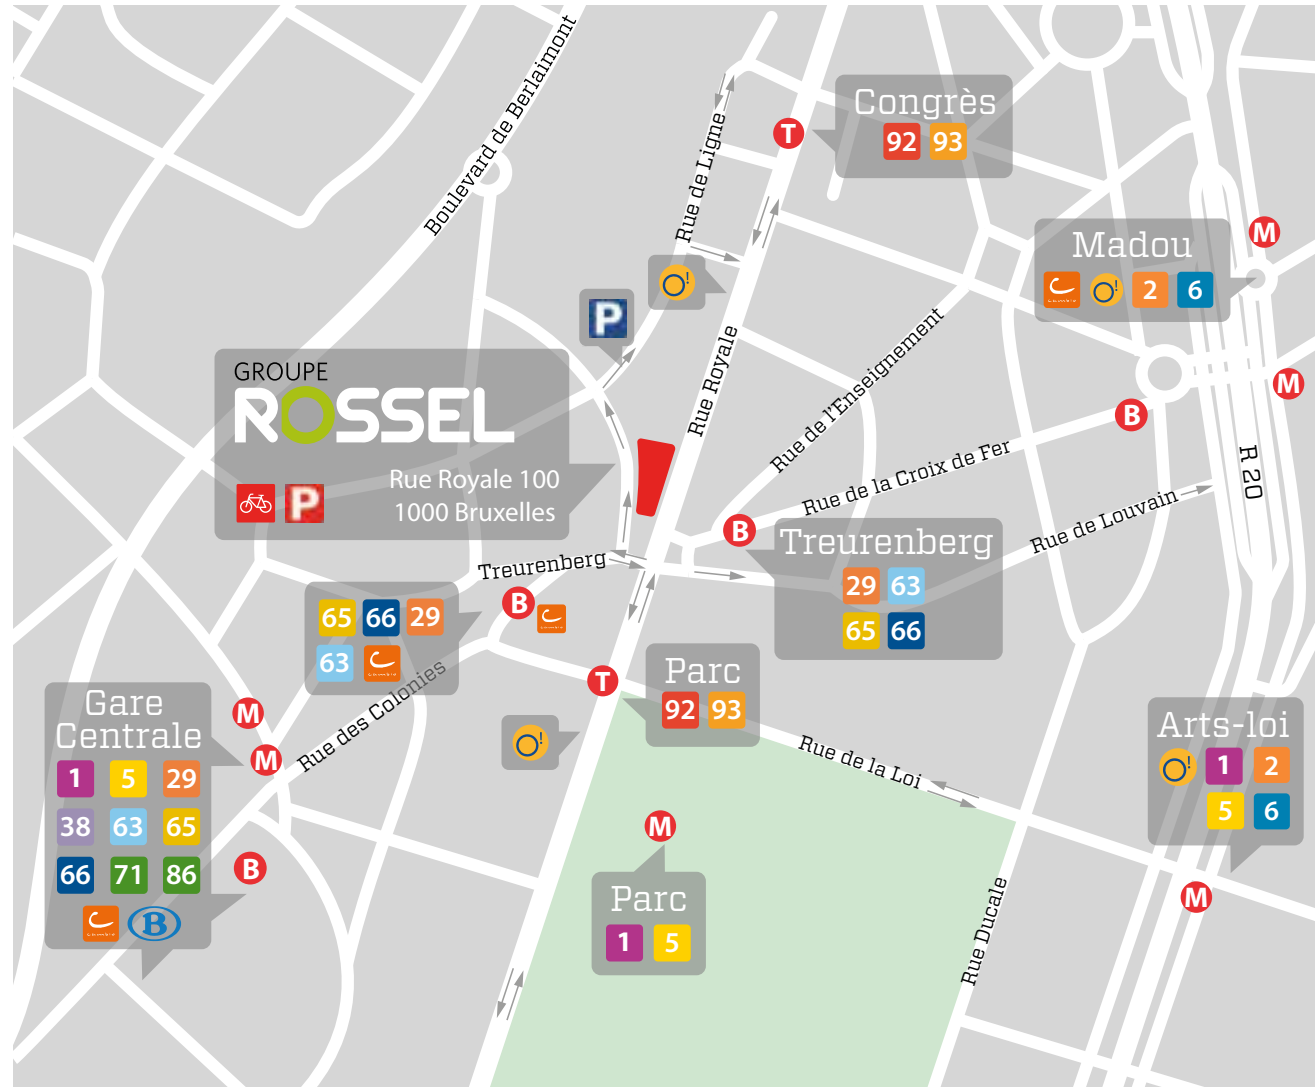 Boulevard de Berlaimont
Rue de Ligne
T
Congrès
92 93
M
Madou
O! 2 6
O!
P
Rue Royale
Rue de l'Enseignement
M
GROUPE
ROSSEL
P
Rue Royale 100
1000 Bruxelles
B
Rue de la Croix de Fer
R 20
Rue de Louvain
B
Treurenberg
29 63
65 66
Treurenberg
B
65 66 29
63
Rue des Colonies
T
Parc
92 93
M
Gare
Centrale
M
1 5 29
38 63 65
66 71 86
B
B
O!
Rue de la Loi
Arts-loi
O! 1 2
5 6
M
M
Parc
1 5
Rue Ducale